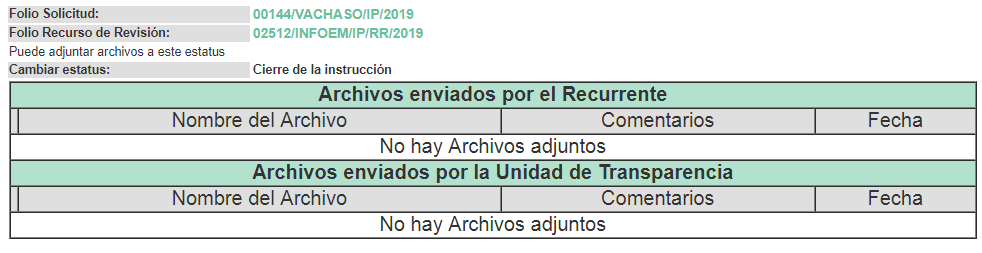 Folio Solicitud: 00144/VACHASO/IP/2019
Folio Recurso de Revisión: 02512/INFOEM/IP/RR/2019
Puede adjuntar archivos a este estatus
Cambiar estatus: Cierre de la instrucción
Archivos enviados por el Recurrente
Nombre del Archivo Comentarios Fecha
No hay Archivos adjuntos
Archivos enviados por la Unidad de Transparencia
Nombre del Archivo Comentarios Fecha
No hay Archivos adjuntos